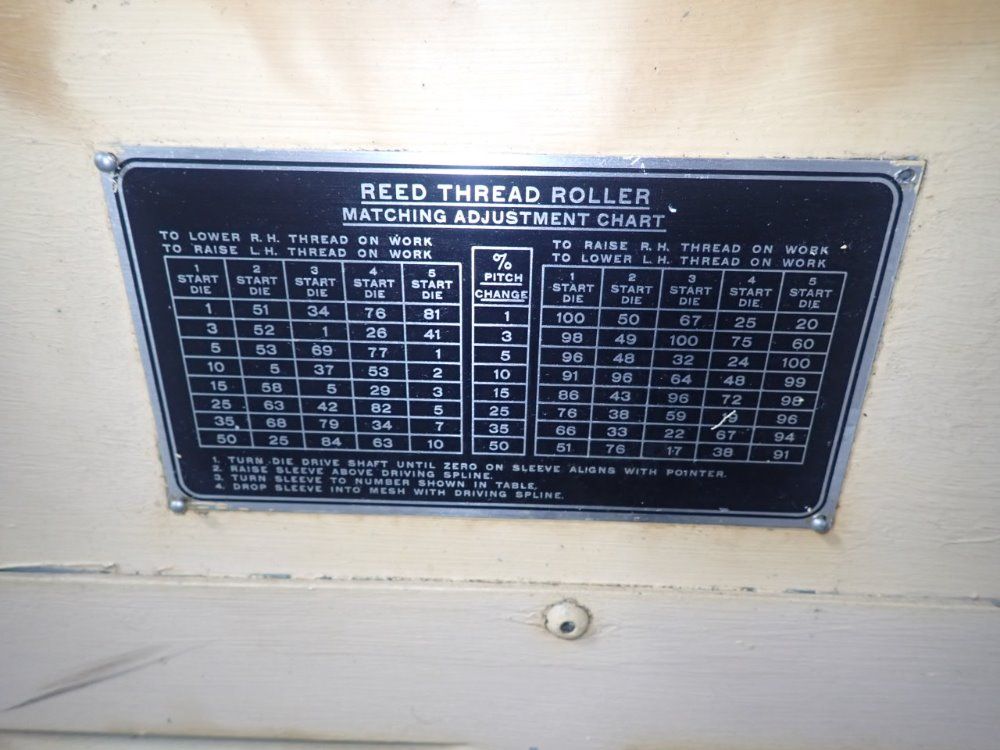 REED THREAD ROLLER
MATCHING ADJUSTMENT CHART
TO LOWER R.H. THREAD ON WORK
TO RAISE L.H. THREAD ON WORK
1 START DIE 2 START DIE 3 START DIE 4 START DIE 5 START DIE
1 51 34 76 81
3 52 1 26 41
5 53 69 77 1
10 5 37 53 2
15 58 5 29 3
25 63 42 82 5
35 68 79 34 7
50 25 84 63 10
% PITCH CHANGE
1
3
5
10
15
25
35
50
TO RAISE R.H. THREAD ON WORK
TO LOWER L.H. THREAD ON WORK
1 START DIE 2 START DIE 3 START DIE 4 START DIE 5 START DIE
100 50 67 25 20
98 49 100 75 60
96 48 32 24 100
91 96 64 48 99
86 43 96 72 98
76 38 59 96
66 33 22 67 94
51 76 17 38 91
1. TURN DIE DRIVE SHAFT UNTIL ZERO ON SLEEVE ALIGNS WITH POINTER.
2. RAISE SLEEVE ABOVE DRIVING SPLINE.
3. TURN SLEEVE TO NUMBER SHOWN IN TABLE.
4. DROP SLEEVE INTO MESH WITH DRIVING SPLINE.